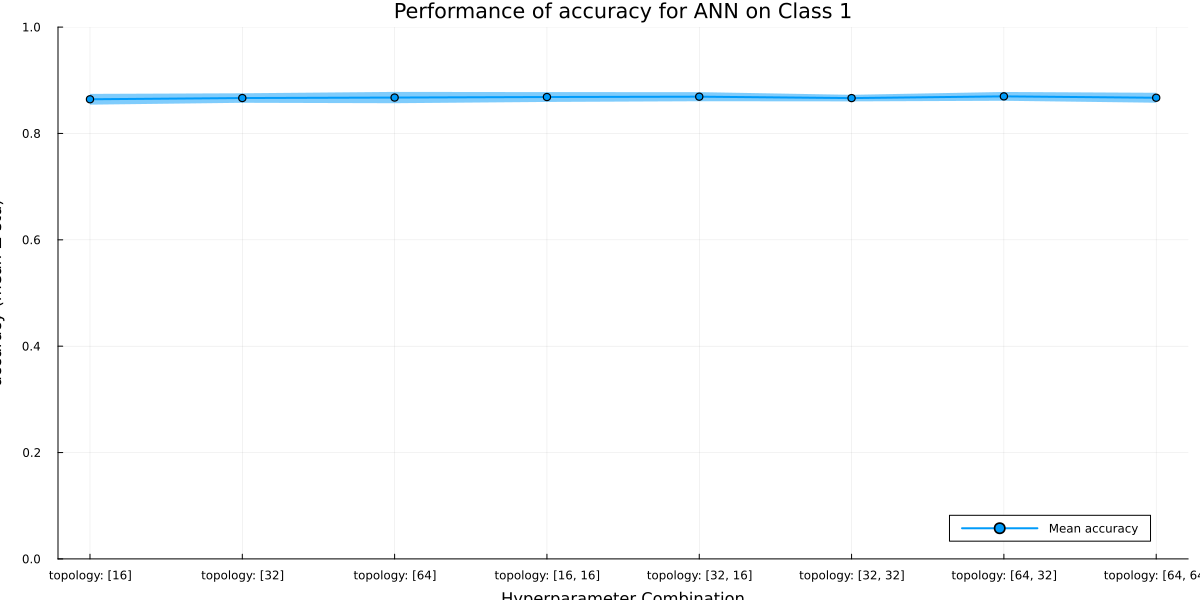 Performance of accuracy for ANN on Class 1
1.0
0.8
0.6
0.4
0.2
0.0
Mean accuracy
topology: [16]
topology: [32]
topology: [64]
topology: [16, 16]
topology: [32, 16]
topology: [32, 32]
topology: [64, 32]
topology: [64, 64
Hyperparameter Combination